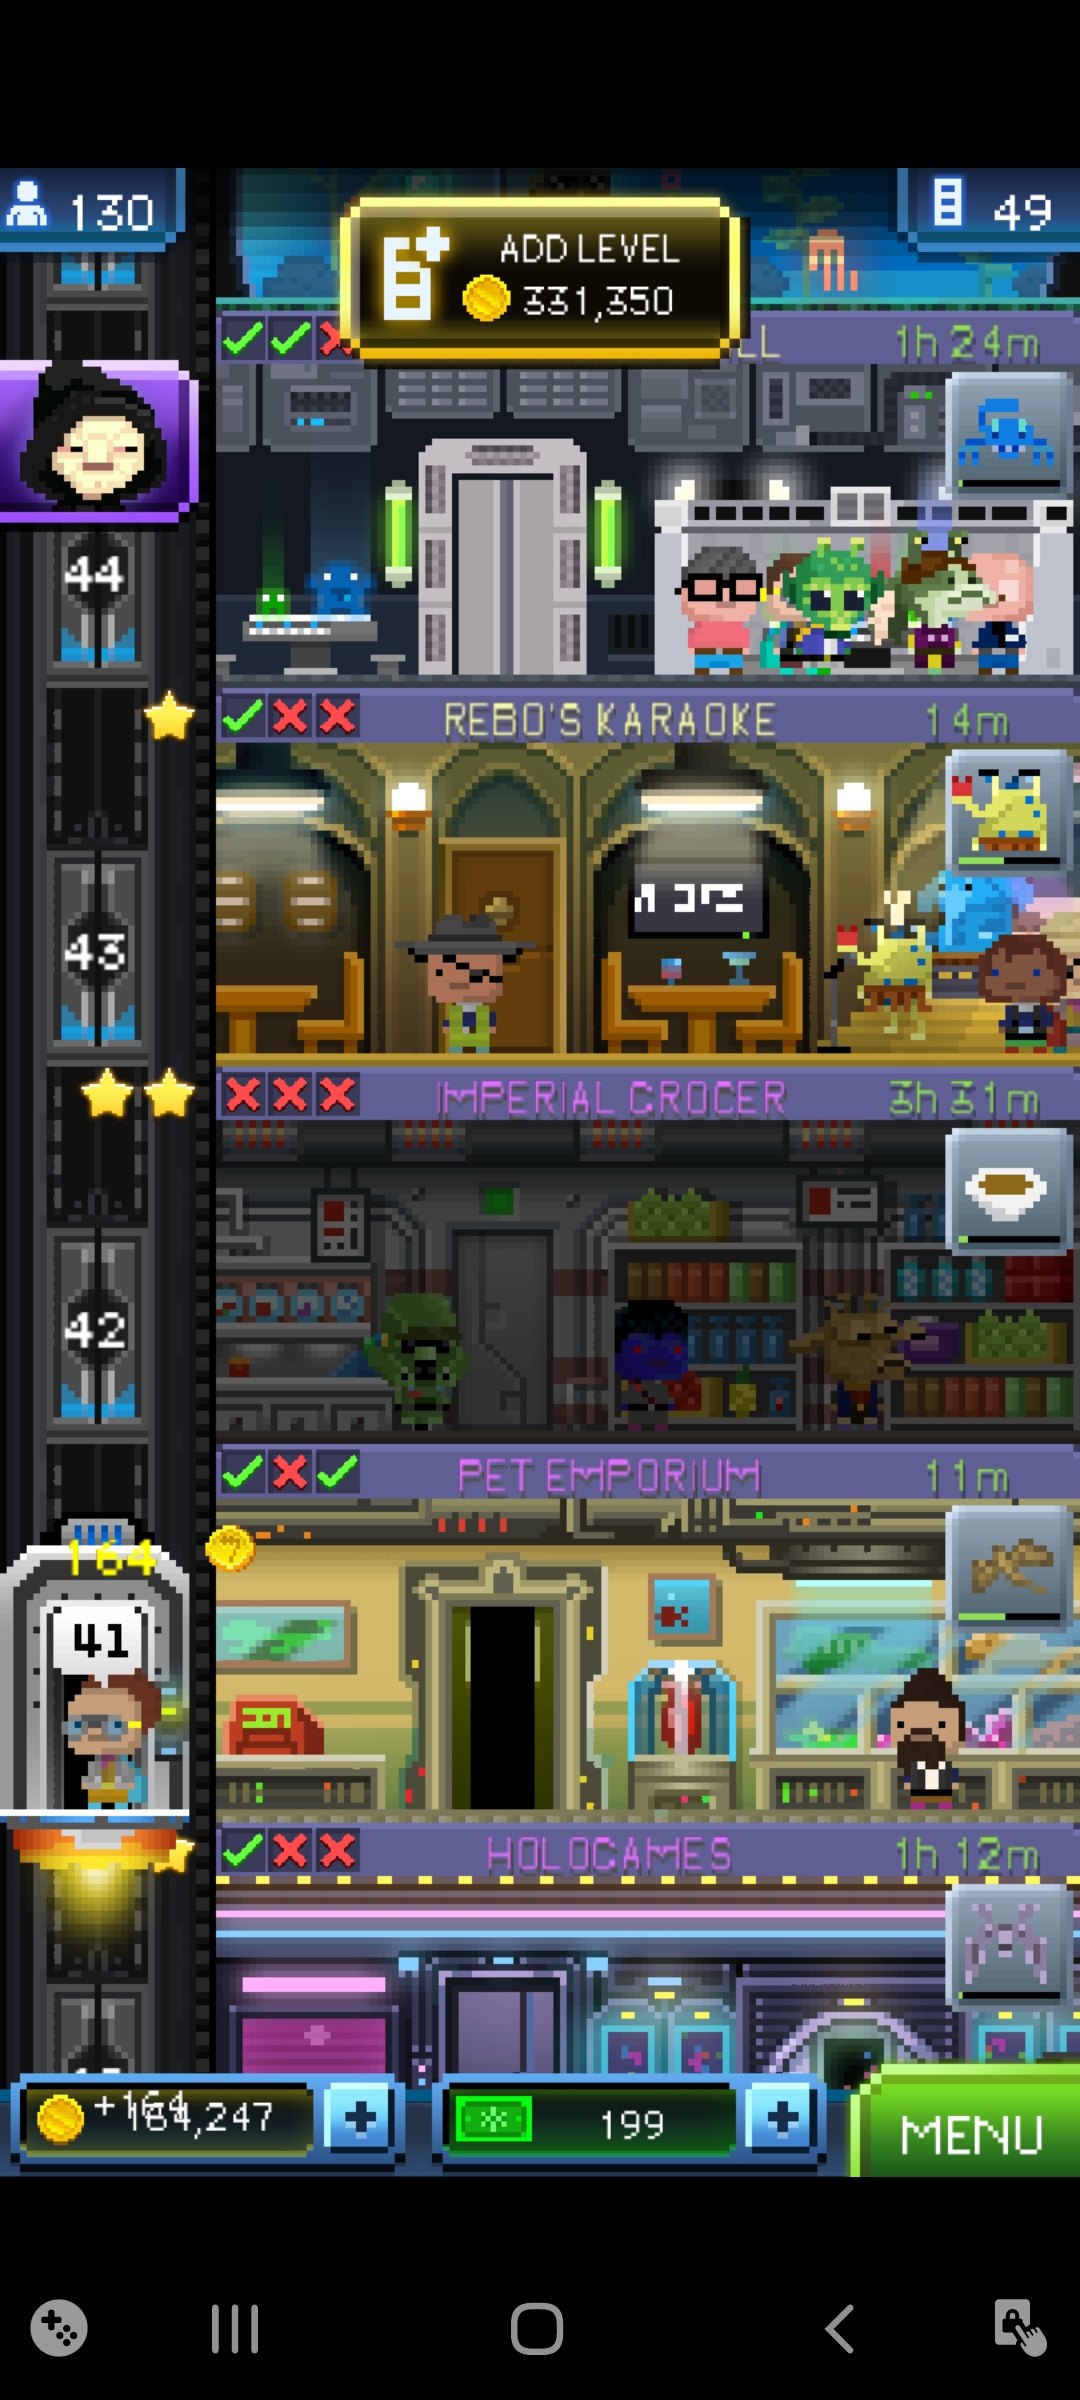 130
ADD LEVEL
331,350
49
LL
1h 24m
44
REBO'S KARAOKE
14m
43
IMPERIAL GROCER
3h 31m
42
PET EMPORIUM
11m
164
41
HOLOGAMES
1h 12m
+164
184,247
199
MENU